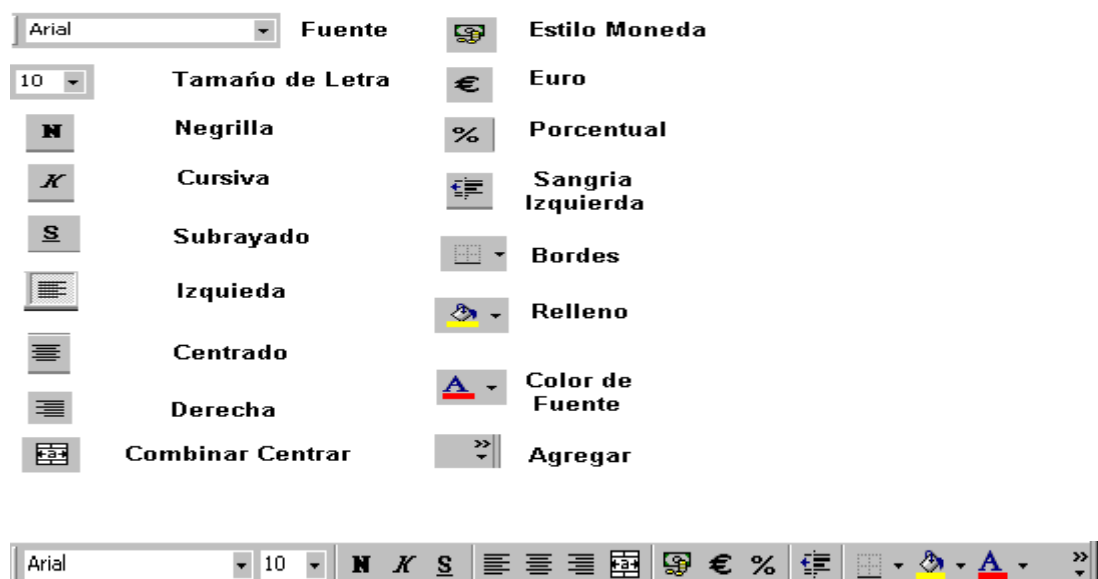 Arial Fuente
10 Tamańo de Letra
N Negrilla
K Cursiva
S Subrayado
Izquieda
Centrado
Derecha
a Combinar Centrar
Estilo Moneda
€ Euro
% Porcentual
Sangria
Izquierda
Bordes
Relleno
A Color de
Fuente
Agregar
Arial 10 N K S a € % A